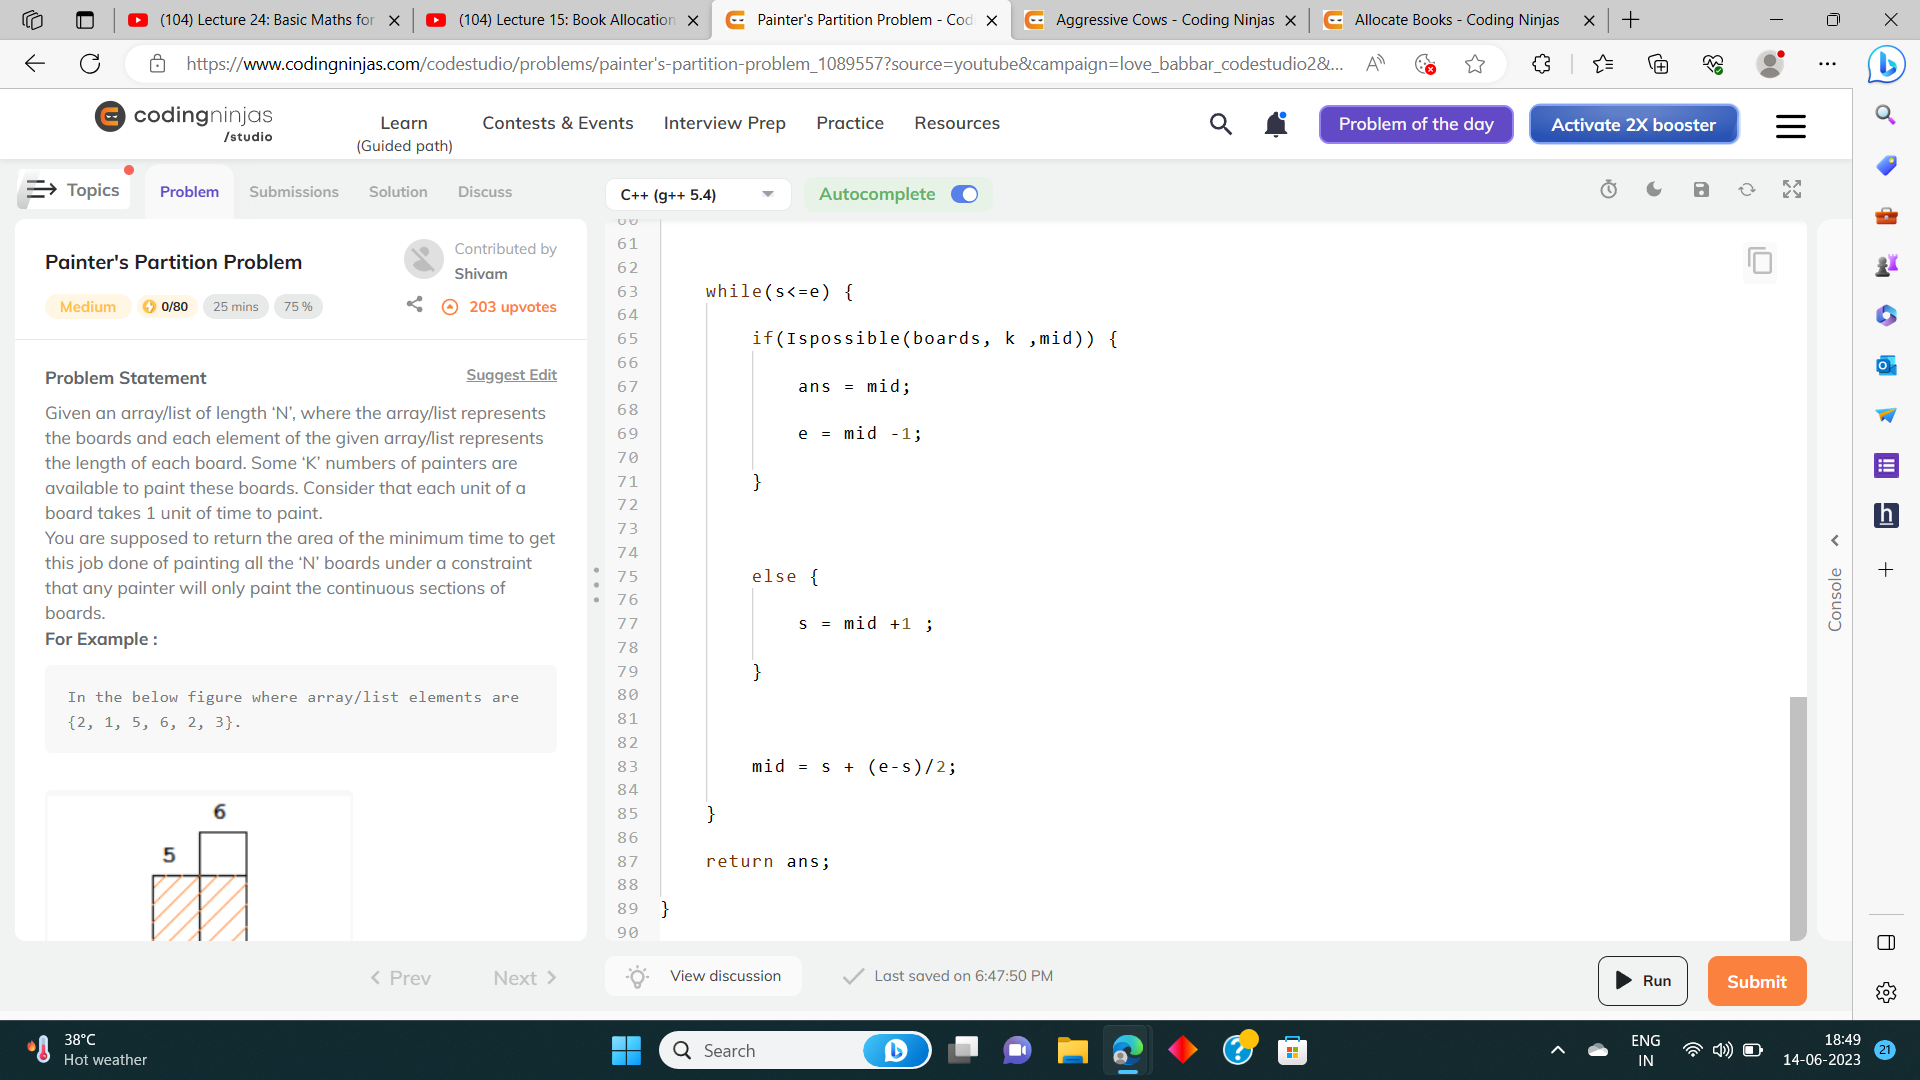 (104) Lecture 24: Basic Maths for
(104) Lecture 15: Book Allocation
Painter's Partition Problem - Cod
Aggressive Cows - Coding Ninjas
Allocate Books - Coding Ninjas
https://www.codingninjas.com/codestudio/problems/painter's-partition-problem_1089557?source=youtube&campaign=love_babbar_codestudio2&...
codingninjas
/studio
Learn
(Guided path)
Contests & Events
Interview Prep
Practice
Resources
Problem of the day
Activate 2X booster
Topics
Problem
Submissions
Solution
Discuss
C++ (g++ 5.4)
Autocomplete
Painter's Partition Problem
Contributed by
Shivam
Medium
0/80
25 mins
75 %
203 upvotes
Problem Statement
Suggest Edit
Given an array/list of length ‘N’, where the array/list represents
the boards and each element of the given array/list represents
the length of each board. Some ‘K’ numbers of painters are
available to paint these boards. Consider that each unit of a
board takes 1 unit of time to paint.
You are supposed to return the area of the minimum time to get
this job done of painting all the ‘N’ boards under a constraint
that any painter will only paint the continuous sections of
boards.
For Example :
In the below figure where array/list elements are
{2, 1, 5, 6, 2, 3}.
6
5
60
61
62
63 while(s<=e) {
64
65 if(Ispossible(boards, k ,mid)) {
66
67 ans = mid;
68
69 e = mid -1;
70
71 }
72
73
74
75 else {
76
77 s = mid +1 ;
78
79 }
80
81
82
83 mid = s + (e-s)/2;
84
85 }
86
87 return ans;
88
89 }
90
Console
Prev
Next
View discussion
Last saved on 6:47:50 PM
Run
Submit
38°C
Hot weather
Search
ENG
IN
18:49
14-06-2023
21